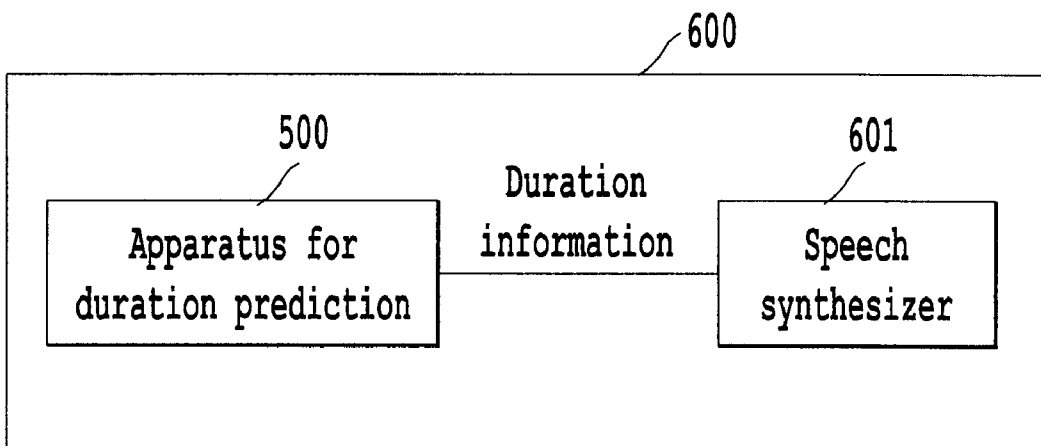 600
500
601
Duration
information
Apparatus for
duration prediction
Speech
synthesizer